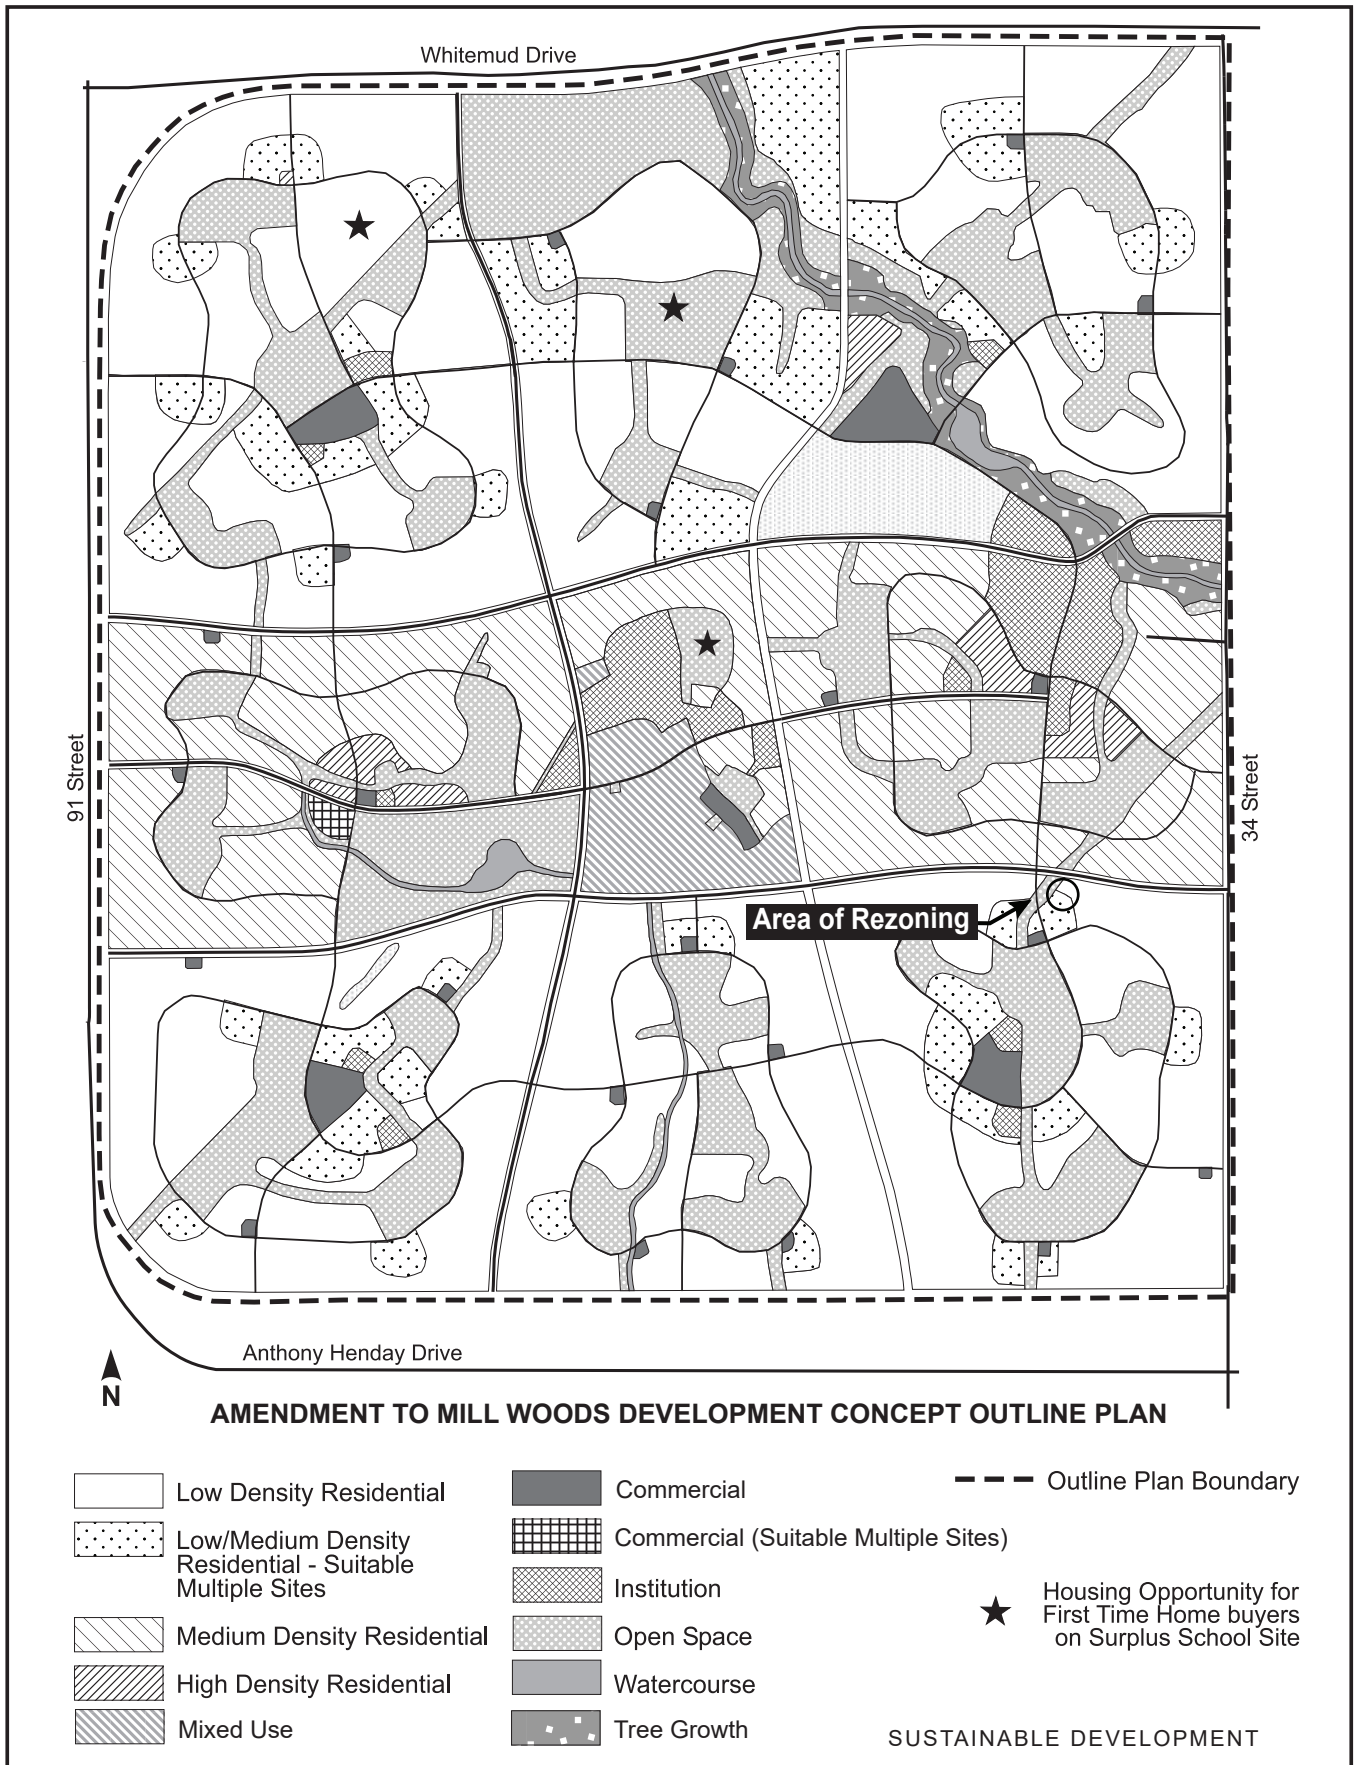 Whitemud Drive
91 Street
34 Street
Area of Rezoning
Anthony Henday Drive
N
AMENDMENT TO MILL WOODS DEVELOPMENT CONCEPT OUTLINE PLAN
Low Density Residential
Low/Medium Density
Residential - Suitable
Multiple Sites
Medium Density Residential
High Density Residential
Mixed Use
Commercial
Commercial (Suitable Multiple Sites)
Institution
Open Space
Watercourse
Tree Growth
Outline Plan Boundary
Housing Opportunity for
First Time Home buyers
on Surplus School Site
SUSTAINABLE DEVELOPMENT